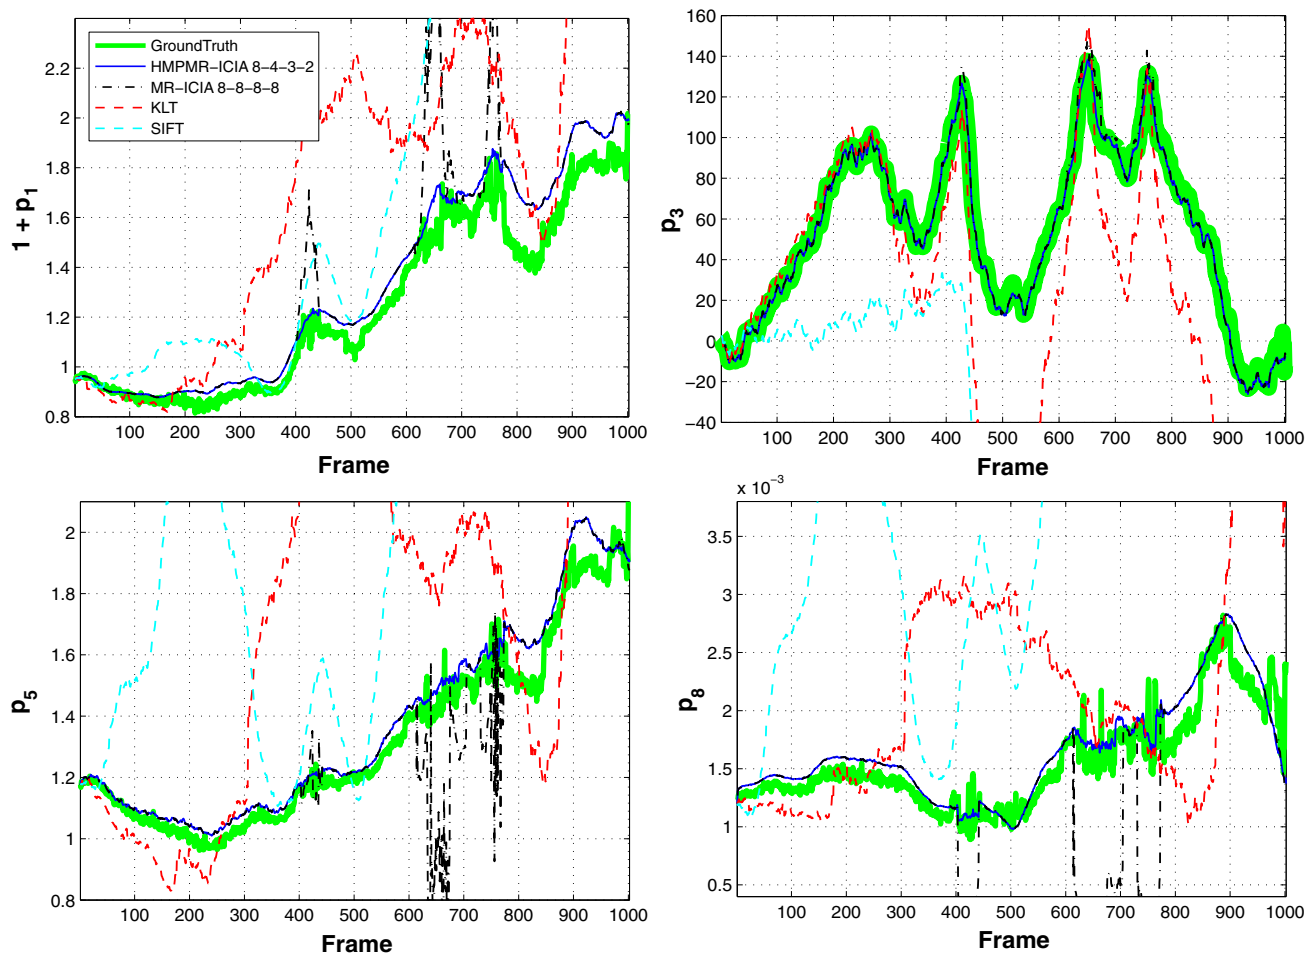 2.2
2
1.8
1.6
1.4
1.2
1
0.8
1 + p1
GroundTruth
HMPMR-ICIA 8-4-3-2
MR-ICIA 8-8-8-8
KLT
SIFT
100 200 300 400 500 600 700 800 900 1000
Frame
160
140
120
100
80
60
40
20
0
-20
-40
p3
100 200 300 400 500 600 700 800 900 1000
Frame
2
1.8
1.6
1.4
1.2
1
0.8
p5
100 200 300 400 500 600 700 800 900 1000
Frame
x 10−3
3.5
3
2.5
2
1.5
1
0.5
p8
100 200 300 400 500 600 700 800 900 1000
Frame